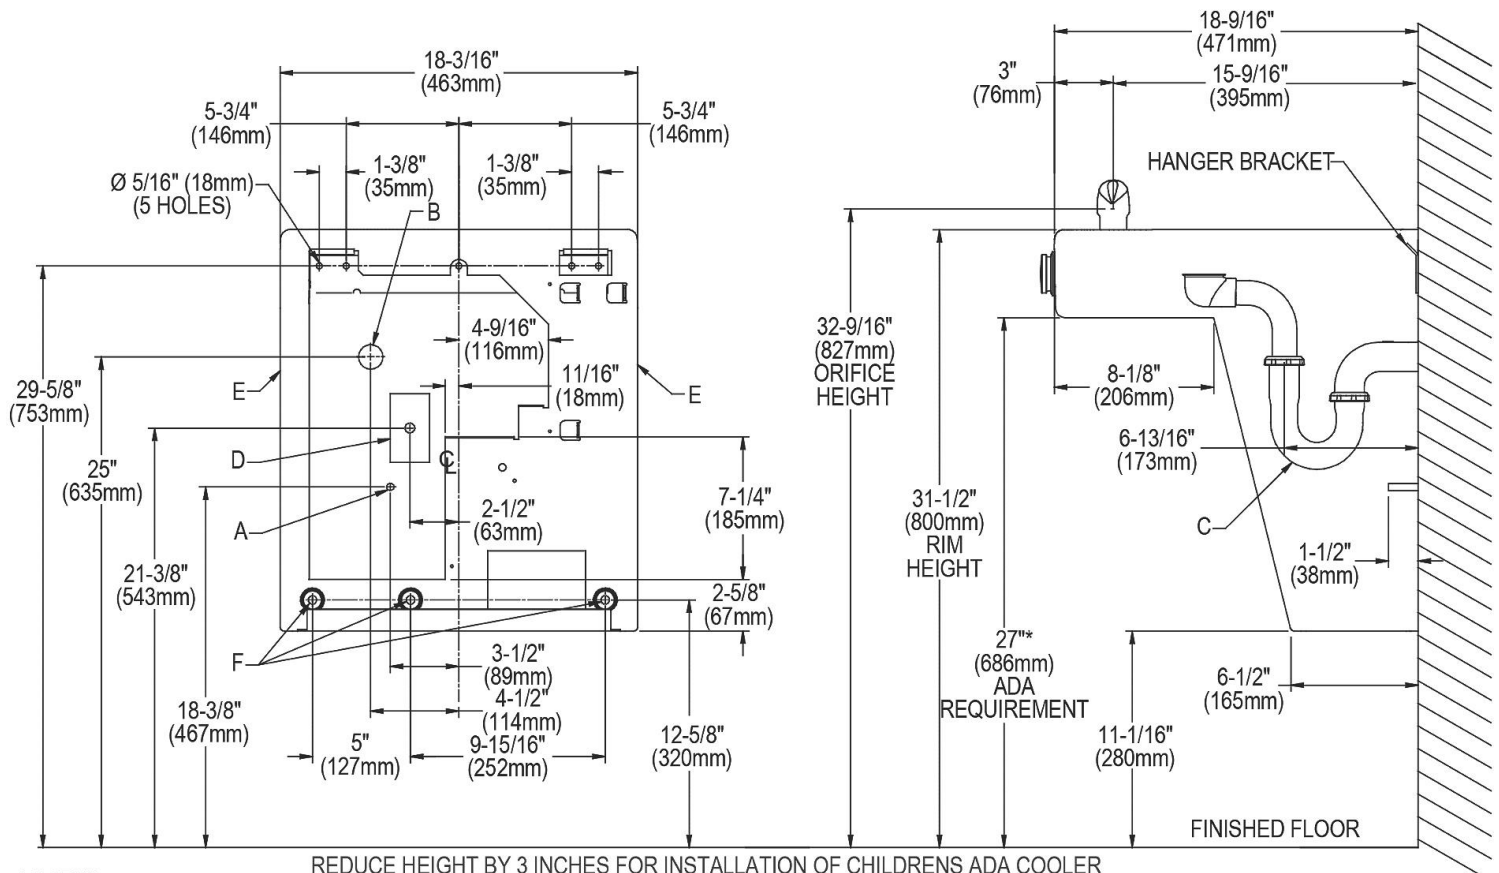 18-3/16"
(463mm)
5-3/4"
(146mm)
5-3/4"
(146mm)
1-3/8"
(35mm)
1-3/8"
(35mm)
Ø 5/16" (18mm)
(5 HOLES)
B
4-9/16"
(116mm)
11/16"
(18mm)
E
E
29-5/8"
(753mm)
25"
(635mm)
D
CL
A
2-1/2"
(63mm)
7-1/4"
(185mm)
21-3/8"
(543mm)
2-5/8"
(67mm)
F
3-1/2"
(89mm)
4-1/2"
(114mm)
18-3/8"
(467mm)
5"
(127mm)
9-15/16"
(252mm)
12-5/8"
(320mm)
18-9/16"
(471mm)
3"
(76mm)
15-9/16"
(395mm)
HANGER BRACKET
32-9/16"
(827mm)
ORIFICE
HEIGHT
8-1/8"
(206mm)
6-13/16"
(173mm)
31-1/2"
(800mm)
RIM
HEIGHT
C
1-1/2"
(38mm)
27"*
(686mm)
ADA
REQUIREMENT
6-1/2"
(165mm)
11-1/16"
(280mm)
FINISHED FLOOR
REDUCE HEIGHT BY 3 INCHES FOR INSTALLATION OF CHILDRENS ADA COOLER